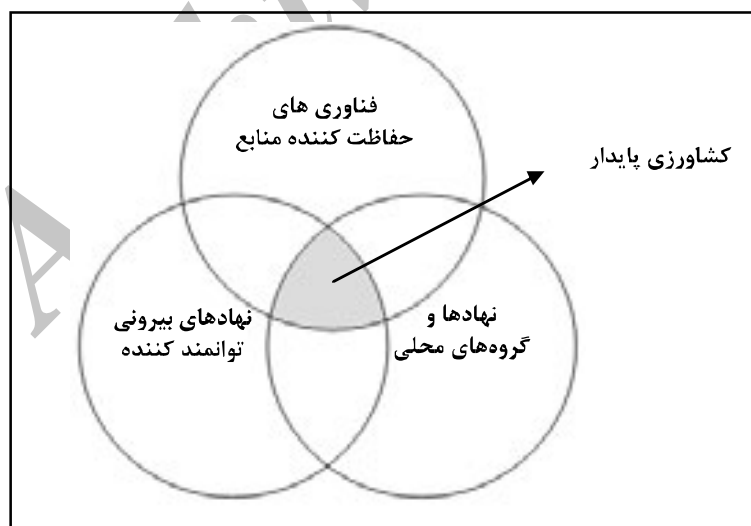 فناوری های
حفاظت کننده منابع
کشاورزی پایدار
نهادها و
گروه‌های محلی
نهادهای بیرونی
توانمند کننده